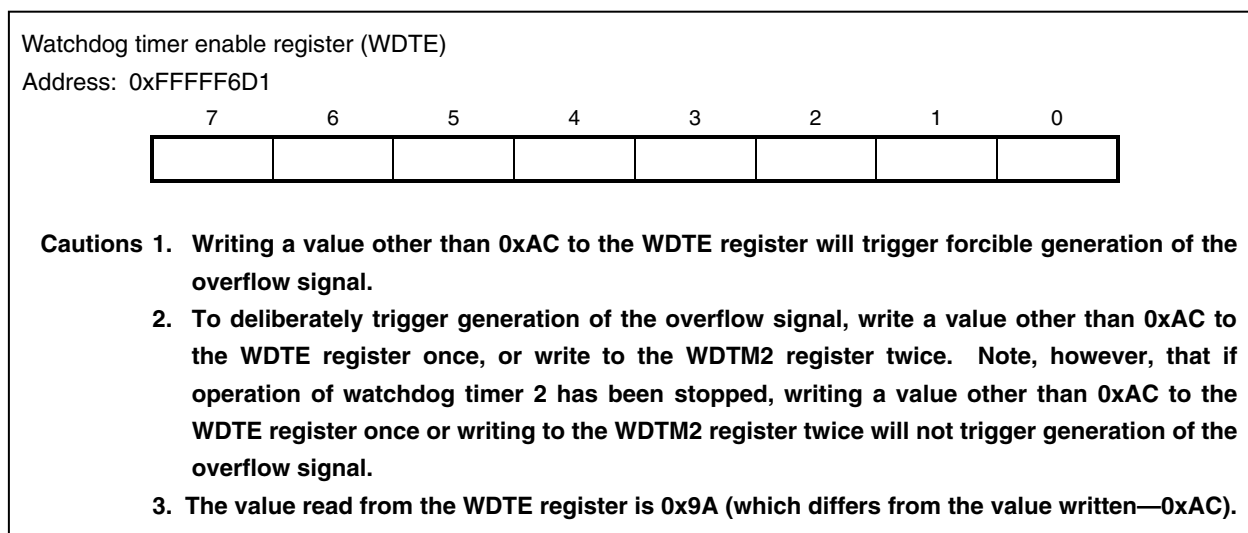 Watchdog timer enable register (WDTE)
Address: 0xFFFFF6D1
7 6 5 4 3 2 1 0
Cautions 1. Writing a value other than 0xAC to the WDTE register will trigger forcible generation of the
overflow signal.
2. To deliberately trigger generation of the overflow signal, write a value other than 0xAC to
the WDTE register once, or write to the WDTM2 register twice. Note, however, that if
operation of watchdog timer 2 has been stopped, writing a value other than 0xAC to the
WDTE register once or writing to the WDTM2 register twice will not trigger generation of the
overflow signal.
3. The value read from the WDTE register is 0x9A (which differs from the value written—0xAC).